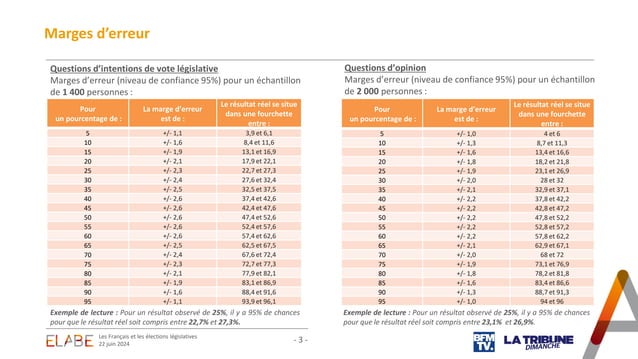 Marges d'erreur
Questions d'intentions de vote législative
Marges d'erreur (niveau de confiance 95%) pour un échantillon
de 1 400 personnes :
Pour un pourcentage de : La marge d'erreur est de : Le résultat réel se situe dans une fourchette entre :
5 +/- 1,1 3,9 et 6,1
10 +/- 1,6 8,4 et 11,6
15 +/- 1,9 13,1 et 16,9
20 +/- 2,1 17,9 et 22,1
25 +/- 2,3 22,7 et 27,3
30 +/- 2,4 27,6 et 32,4
35 +/- 2,5 32,5 et 37,5
40 +/- 2,6 37,4 et 42,6
45 +/- 2,6 42,4 et 47,6
50 +/- 2,6 47,4 et 52,6
55 +/- 2,6 52,4 et 57,6
60 +/- 2,6 57,4 et 62,6
65 +/- 2,5 62,5 et 67,5
70 +/- 2,4 67,6 et 72,4
75 +/- 2,3 72,7 et 77,3
80 +/- 2,1 77,9 et 82,1
85 +/- 1,9 83,1 et 86,9
90 +/- 1,6 88,4 et 91,6
95 +/- 1,1 93,9 et 96,1
Exemple de lecture : Pour un résultat observé de 25%, il y a 95% de chances
pour que le résultat réel soit compris entre 22,7% et 27,3%.
Questions d'opinion
Marges d'erreur (niveau de confiance 95%) pour un échantillon
de 2 000 personnes :
Pour un pourcentage de : La marge d'erreur est de : Le résultat réel se situe dans une fourchette entre :
5 +/- 1,0 4 et 6
10 +/- 1,3 8,7 et 11,3
15 +/- 1,6 13,4 et 16,6
20 +/- 1,8 18,2 et 21,8
25 +/- 1,9 23,1 et 26,9
30 +/- 2,0 28 et 32
35 +/- 2,1 32,9 et 37,1
40 +/- 2,2 37,8 et 42,2
45 +/- 2,2 42,8 et 47,2
50 +/- 2,2 47,8 et 52,2
55 +/- 2,2 52,8 et 57,2
60 +/- 2,2 57,8 et 62,2
65 +/- 2,1 62,9 et 67,1
70 +/- 2,0 68 et 72
75 +/- 1,9 73,1 et 76,9
80 +/- 1,8 78,2 et 81,8
85 +/- 1,6 83,4 et 86,6
90 +/- 1,3 88,7 et 91,3
95 +/- 1,0 94 et 96
Exemple de lecture : Pour un résultat observé de 25%, il y a 95% de chances
pour que le résultat réel soit compris entre 23,1% et 26,9%.
ELABE
Les Français et les élections législatives
22 juin 2024
- 3 -
BFM
TV.
LA TRIBUNE
DIMANCHE